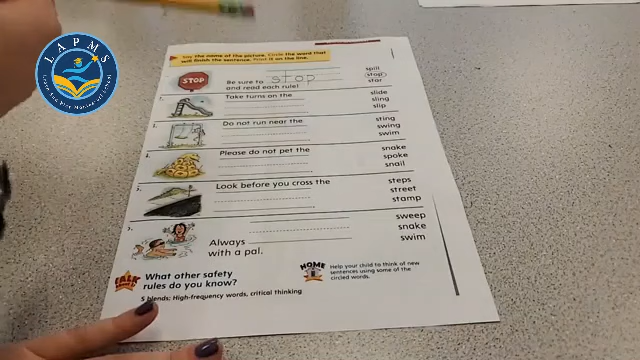 LAPMS
Say the name of the picture. Circle the word that
will finish the sentence. Print it on the line.
STOP
Be sure to stop
and read each rule!
spill
stop
star
1.
Take turns on the
slide
sling
slip
2.
Do not run near the
sting
swing
swim
Please do not pet the
snake
spoke
snail
Look before you cross the
steps
street
stamp
Always
with a pal.
sweep
snake
swim
TALK
What other safety
rules do you know?
HOME
Help your child to think of new
sentences using some of the
circled words.
S blends: High-frequency words, critical thinking